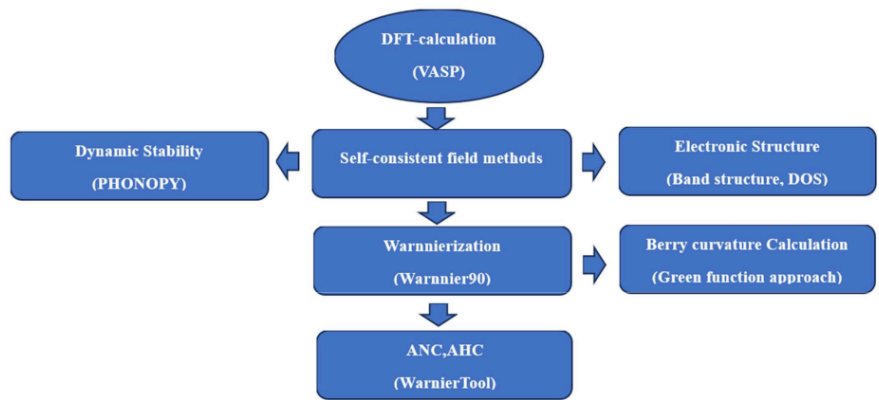 DFT-calculation
(VASP)
Dynamic Stability
(PHONOPY)
Self-consistent field methods
Electronic Structure
(Band structure, DOS)
Warnnierization
(Warnnier90)
Berry curvature Calculation
(Green function approach)
ANC,AHC
(WarnierTool)